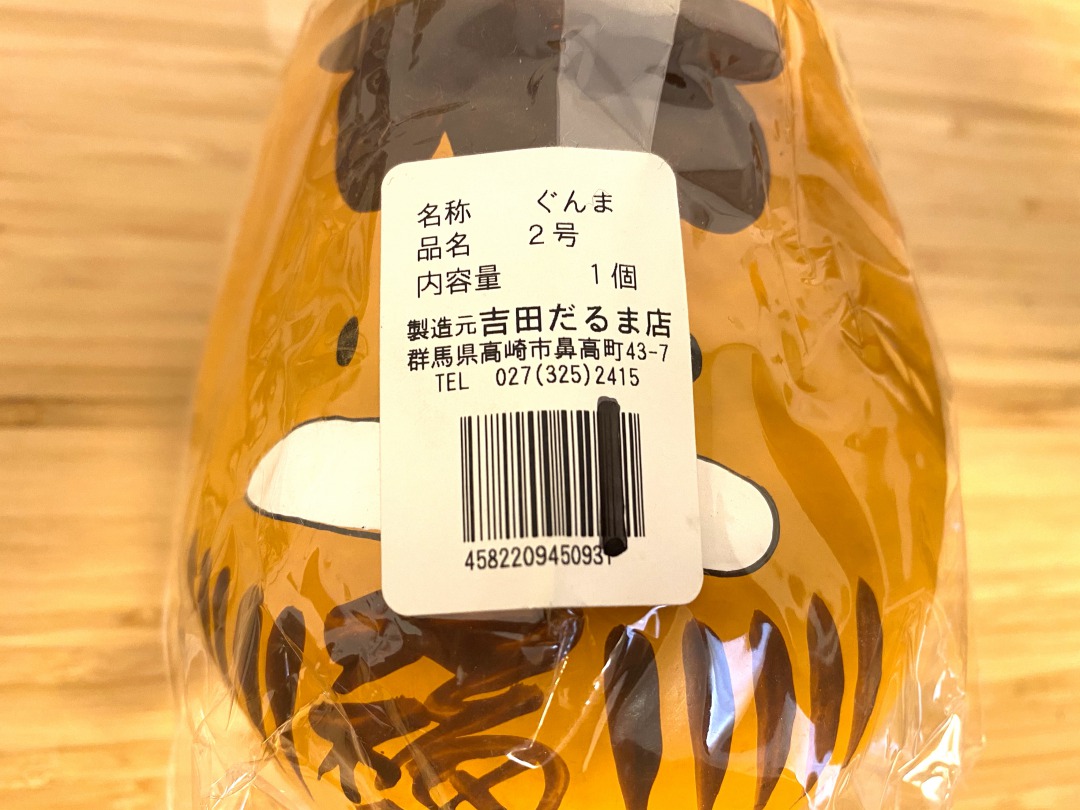 名称 ぐんま
品名 2号
内容量 1個
製造元吉田だるま店
群馬県高崎市鼻高町43-7
TEL 027(325)2415
4582209450931